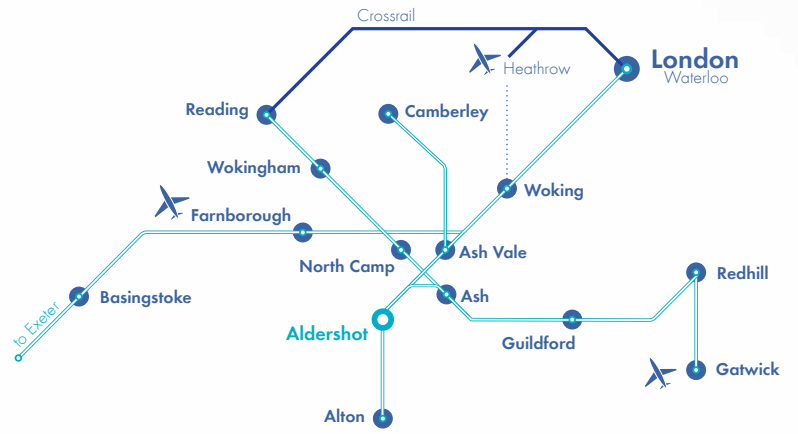 Crossrail
London
Waterloo
Heathrow
Reading
Camberley
Wokingham
Woking
Farnborough
Ash Vale
North Camp
Redhill
Basingstoke
Ash
to Exeter
Aldershot
Guildford
Gatwick
Alton